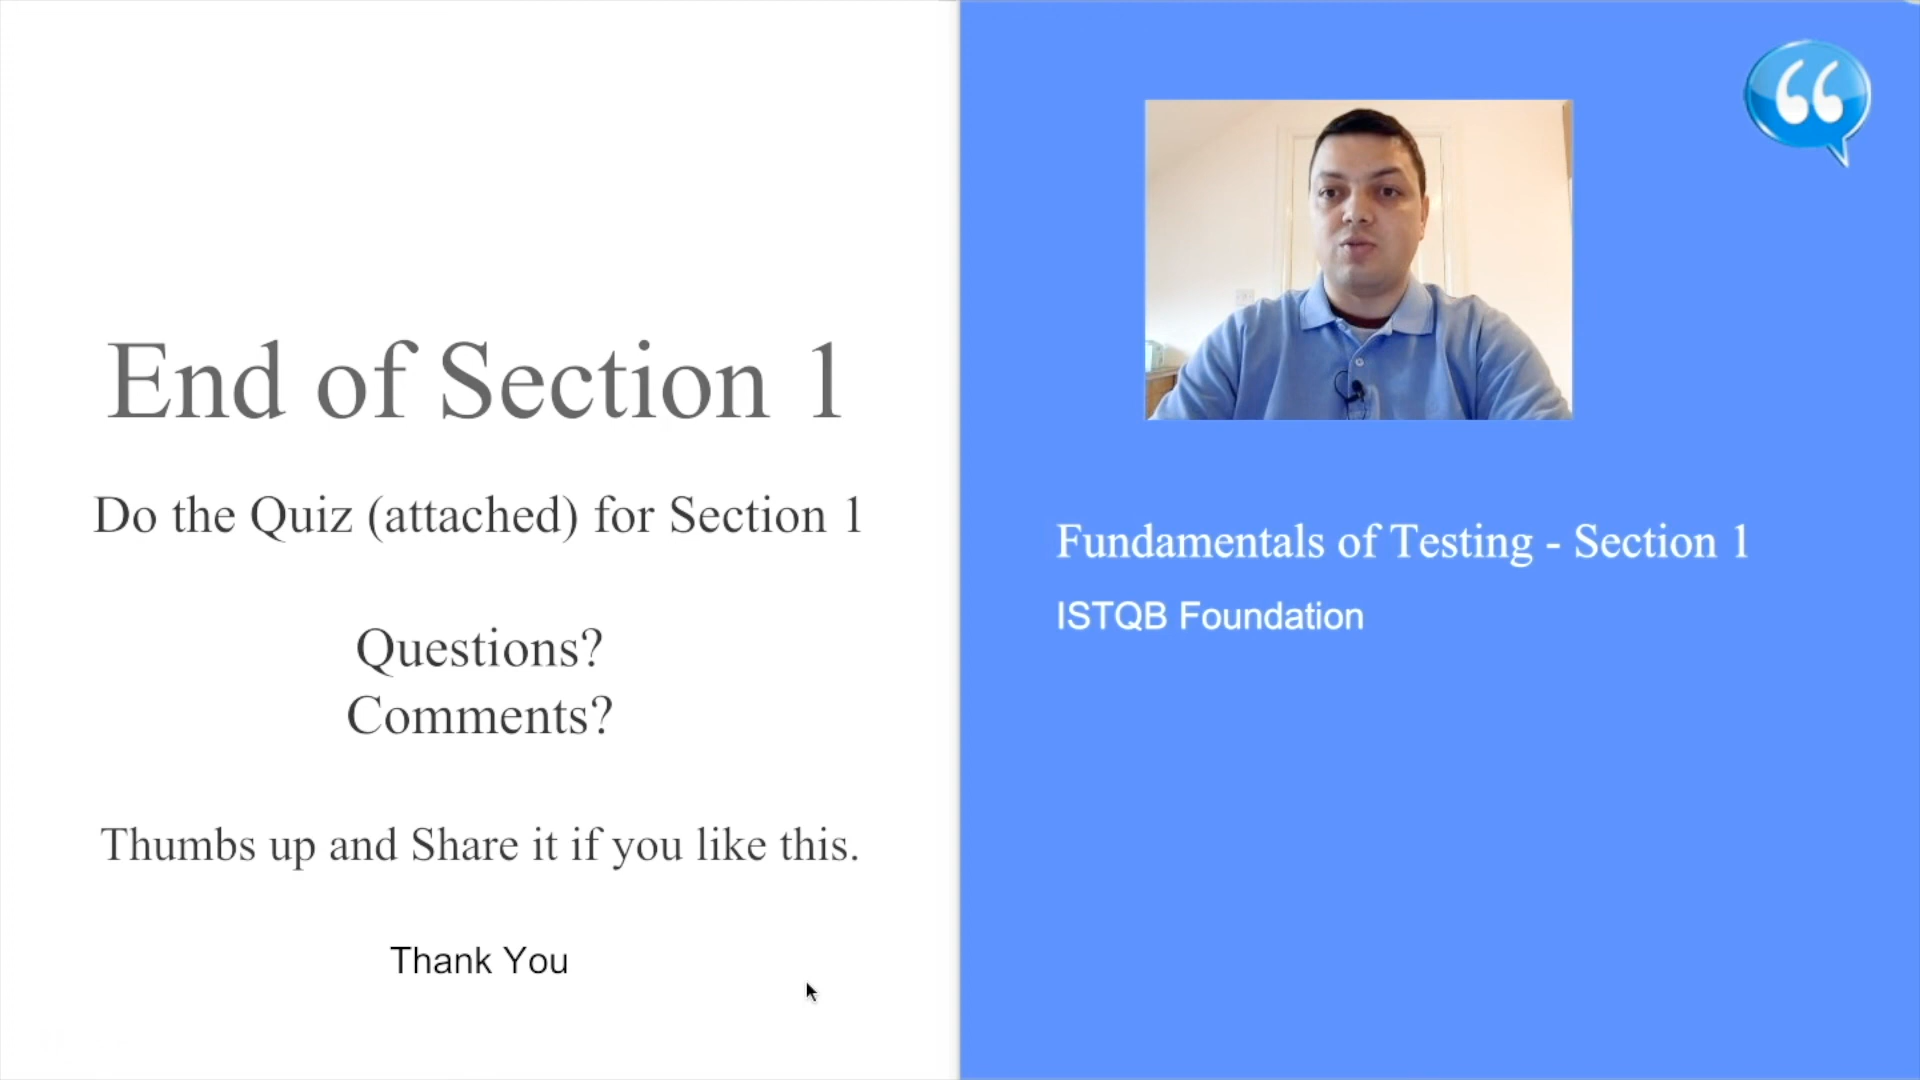 End of Section 1
Do the Quiz (attached) for Section 1
Questions?
Comments?
Thumbs up and Share it if you like this.
Thank You
Fundamentals of Testing - Section 1
ISTQB Foundation